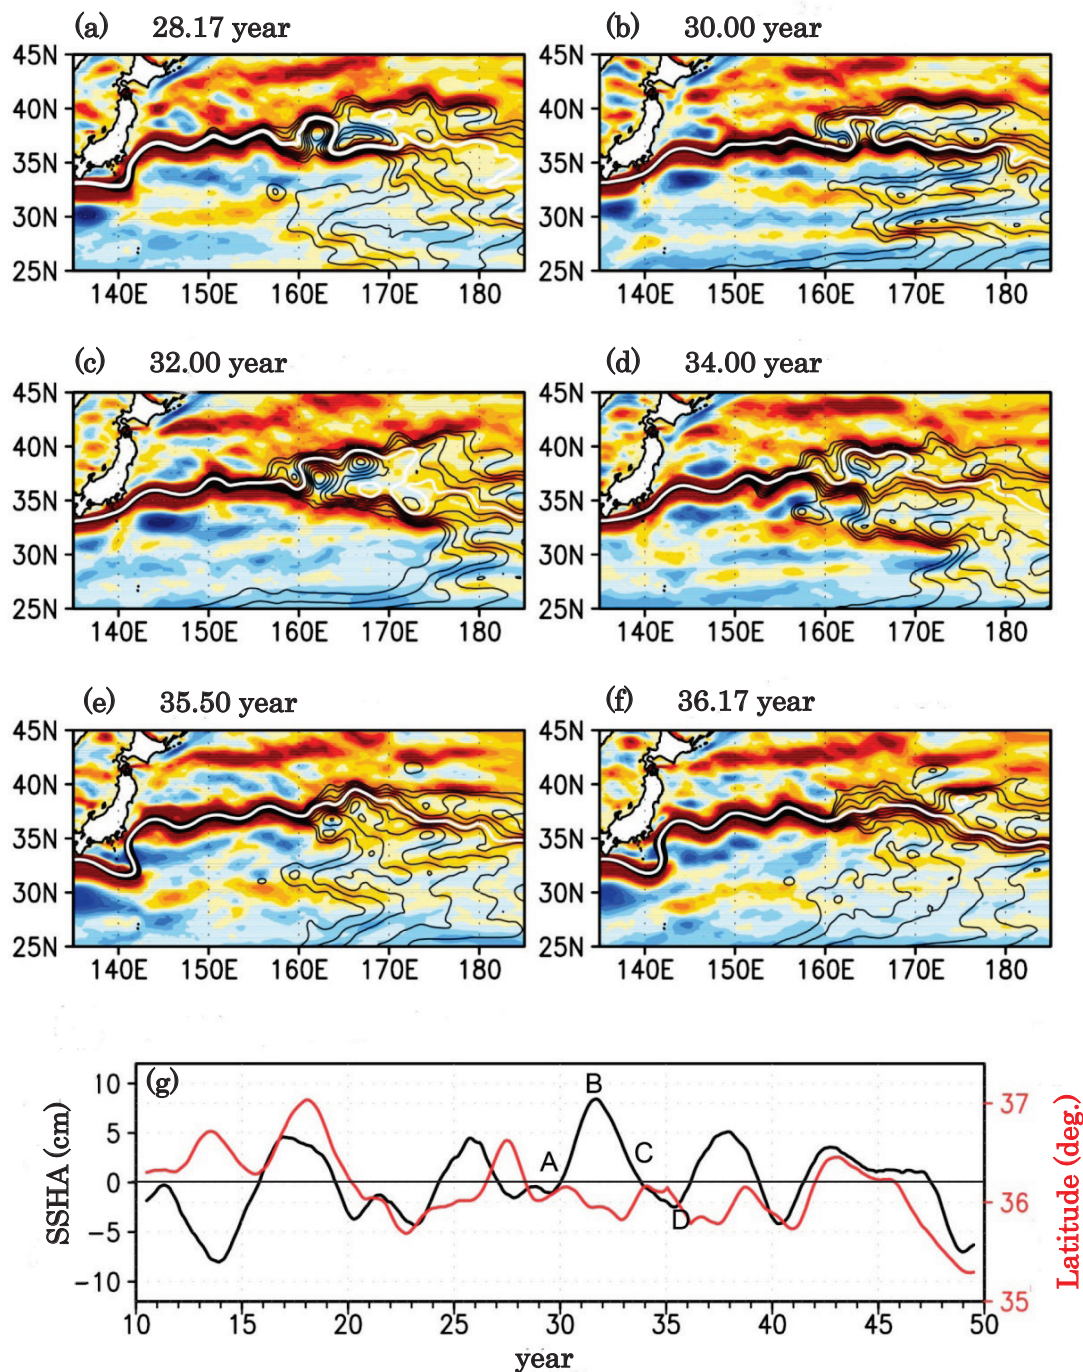 (a) 28.17 year
(b) 30.00 year
45N
40N
35N
30N
25N
140E 150E 160E 170E 180
45N
40N
35N
30N
25N
140E 150E 160E 170E 180
(c) 32.00 year
(d) 34.00 year
45N
40N
35N
30N
25N
140E 150E 160E 170E 180
45N
40N
35N
30N
25N
140E 150E 160E 170E 180
(e) 35.50 year
(f) 36.17 year
45N
40N
35N
30N
25N
140E 150E 160E 170E 180
45N
40N
35N
30N
25N
140E 150E 160E 170E 180
(g)
SSHA (cm)
10
5
0
-5
-10
A
B
C
D
37
36
35
Latitude (deg.)
10 15 20 25 30 35 40 45 50
year